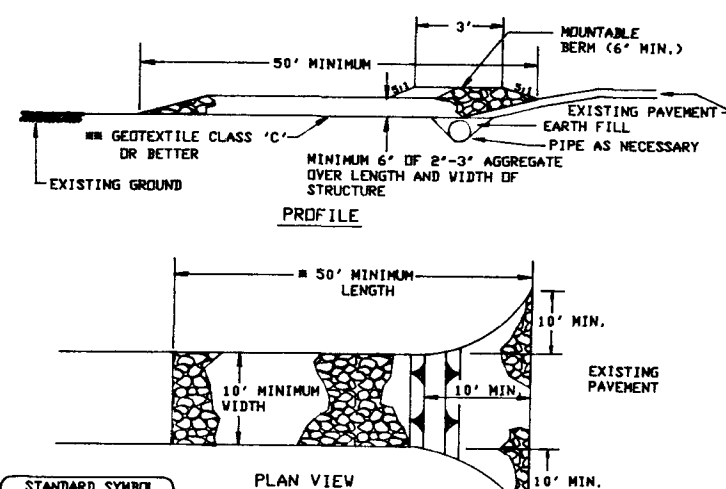 3'
MOUNTABLE
BERM (6" MIN.)
50' MINIMUM
5:1
5:1
EXISTING PAVEMENT
** GEOTEXTILE CLASS 'C'
OR BETTER
EARTH FILL
PIPE AS NECESSARY
MINIMUM 6" OF 2"-3" AGGREGATE
OVER LENGTH AND WIDTH OF
STRUCTURE
EXISTING GROUND
PROFILE
* 50' MINIMUM
LENGTH
10' MIN.
EXISTING
PAVEMENT
10' MINIMUM
WIDTH
10' MIN.
10' MIN.
PLAN VIEW
STANDARD SYMBOL